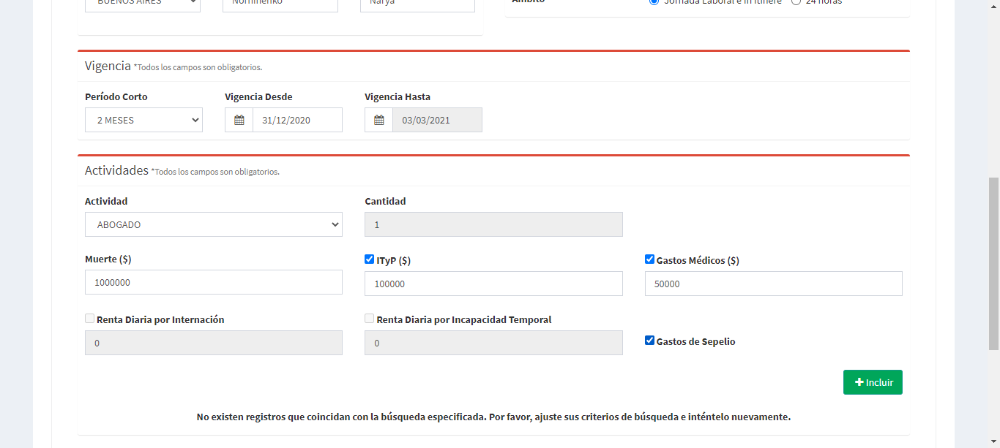 BUENOS AIRES Norminenko Narya Ámbito Jornada Laboral e in itinere 24 horas
Vigencia *Todos los campos son obligatorios.
Período Corto Vigencia Desde Vigencia Hasta
2 MESES 31/12/2020 03/03/2021
Actividades *Todos los campos son obligatorios.
Actividad Cantidad
ABOGADO 1
Muerte ($) ITyP ($) Gastos Médicos ($)
1000000 100000 50000
Renta Diaria por Internación Renta Diaria por Incapacidad Temporal
0 0 Gastos de Sepelio
Incluir
No existen registros que coincidan con la búsqueda especificada. Por favor, ajuste sus criterios de búsqueda e inténtelo nuevamente.